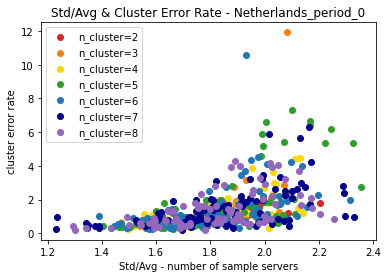 Std/Avg & Cluster Error Rate - Netherlands_period_0
cluster error rate
12
10
8
6
4
2
0
n_cluster=2
n_cluster=3
n_cluster=4
n_cluster=5
n_cluster=6
n_cluster=7
n_cluster=8
1.2 1.4 1.6 1.8 2.0 2.2 2.4
Std/Avg - number of sample servers